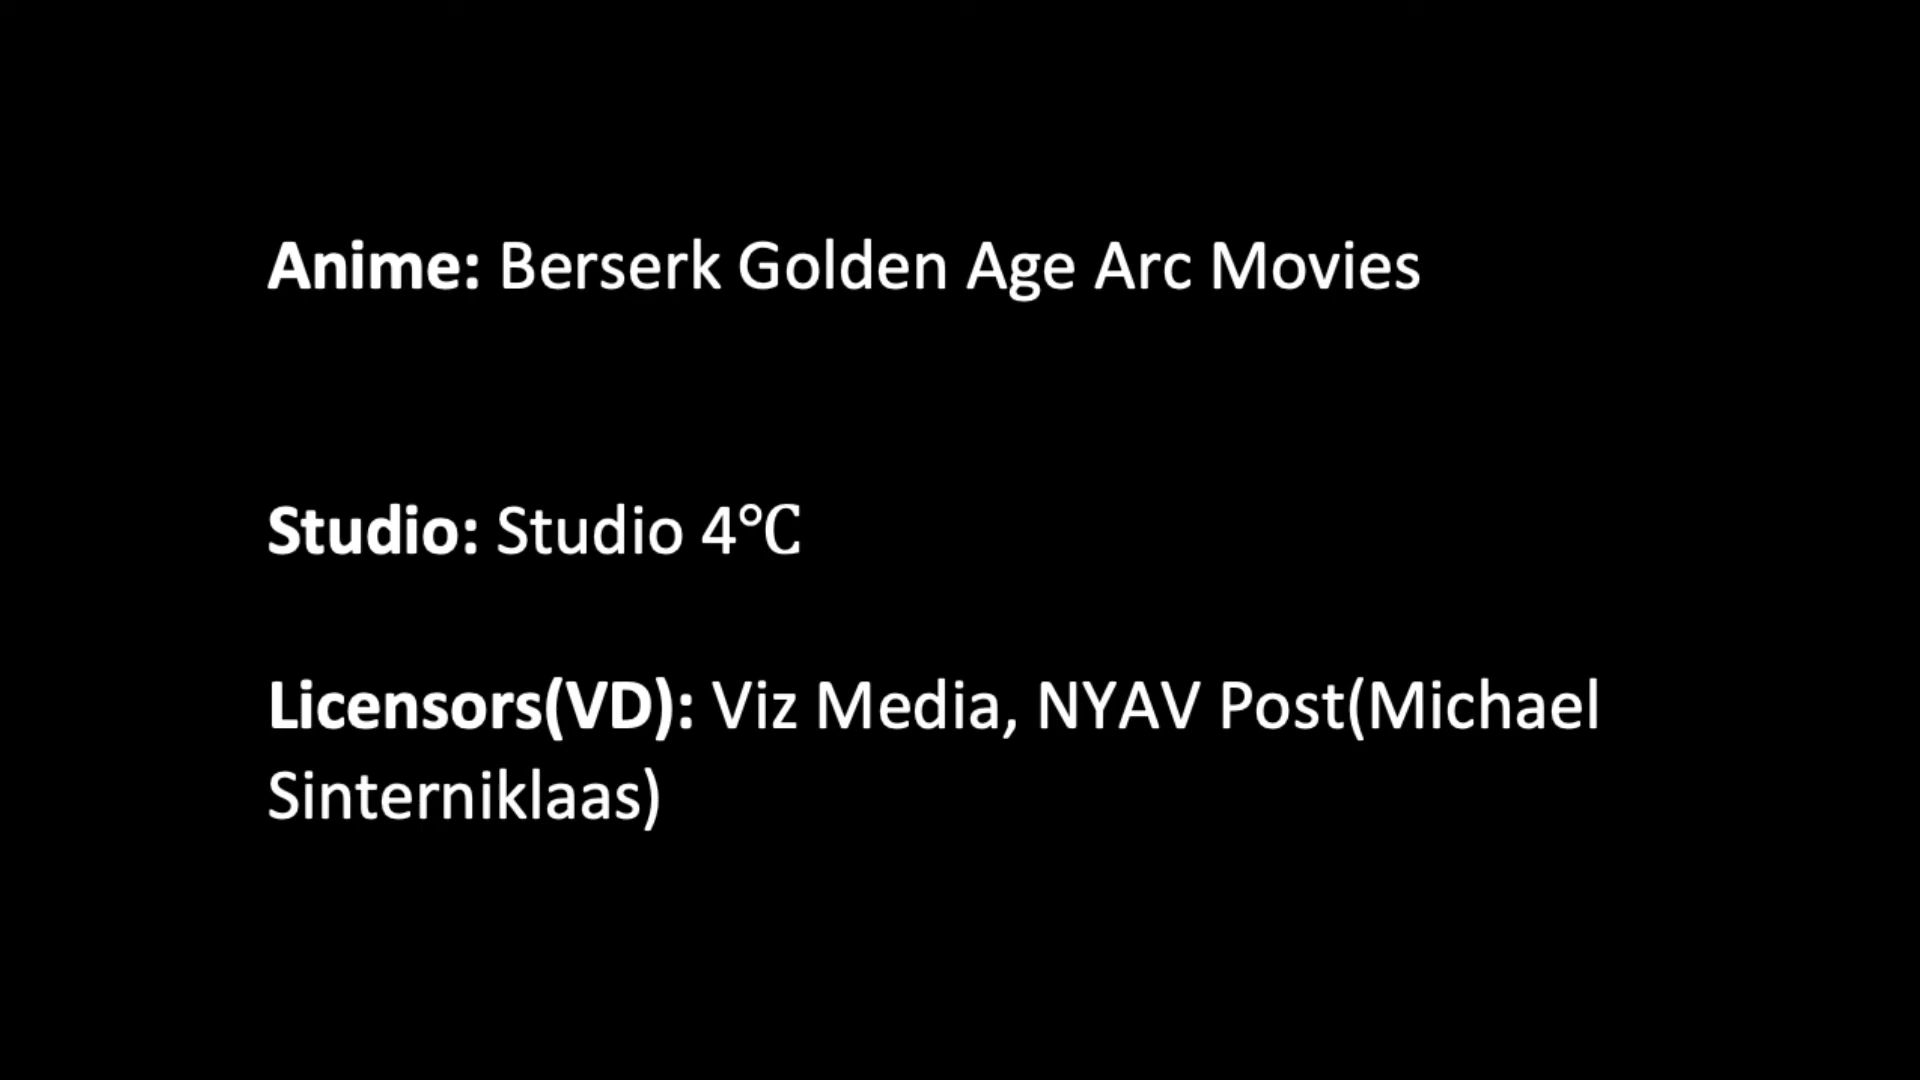 Anime: Berserk Golden Age Arc Movies
Studio: Studio 4℃
Licensors(VD): Viz Media, NYAV Post(Michael
Sinterniklaas)